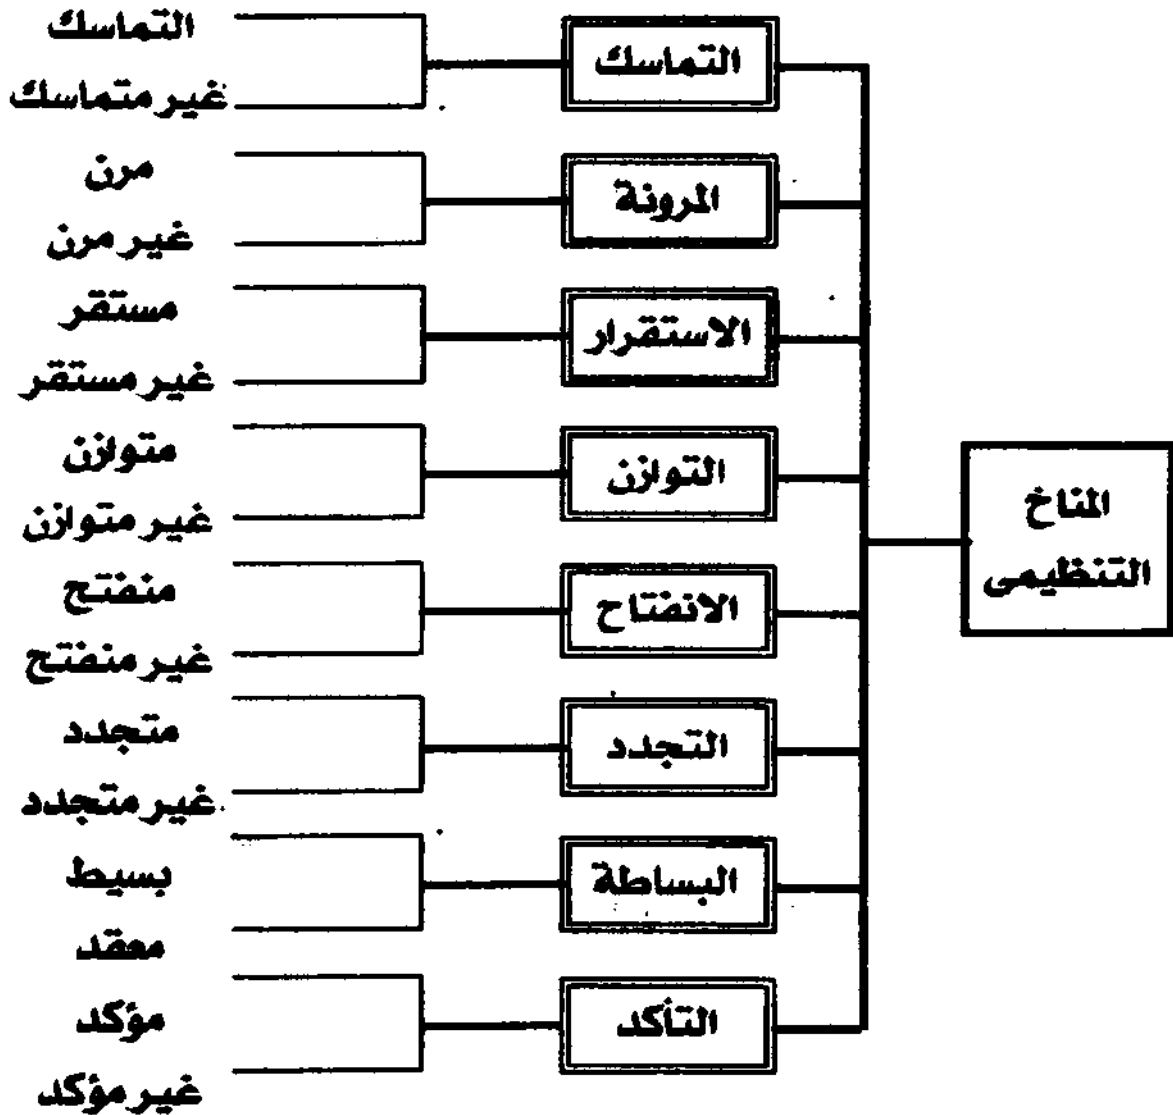 المناخ
التنظيمى
التماسك
التماسك
غير متماسك
المرونة
مرن
غير مرن
الاستقرار
مستقر
غير مستقر
التوازن
متوازن
غير متوازن
الانفتاح
منفتح
غير منفتح
التجدد
متجدد
غير متجدد
البساطة
بسيط
معقد
التأكد
مؤكد
غير مؤكد